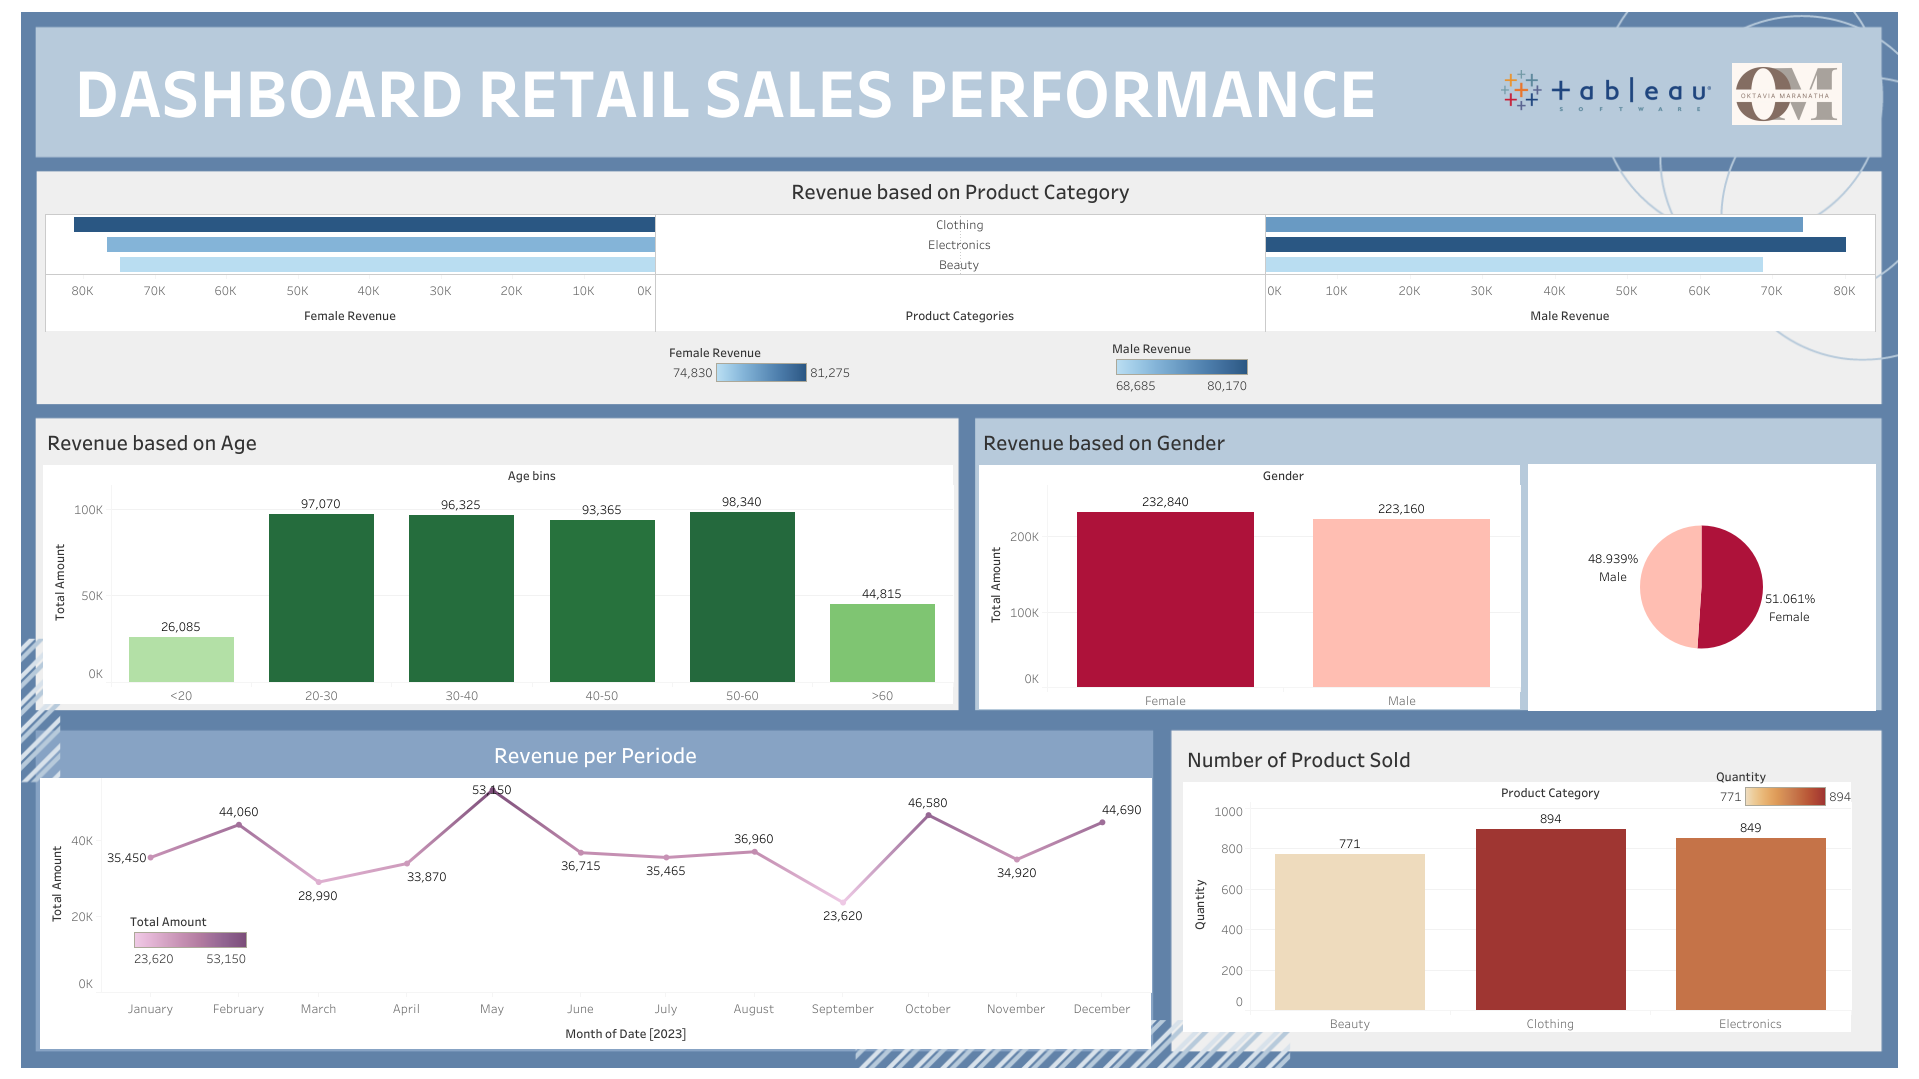 DASHBOARD RETAIL SALES PERFORMANCE
+ableau
SOFTWARE
OM
OKTAVIA MARANATHA
Revenue based on Product Category
Clothing
Electronics
Beauty
80K 70K 60K 50K 40K 30K 20K 10K 0K
0K 10K 20K 30K 40K 50K 60K 70K 80K
Female Revenue
Product Categories
Male Revenue
Female Revenue
74,830 81,275
Male Revenue
68,685 80,170
Revenue based on Age
Age bins
Total Amount
100K
50K
0K
26,085
97,070
96,325
93,365
98,340
44,815
<20 20-30 30-40 40-50 50-60 >60
Revenue based on Gender
Gender
Total Amount
200K
100K
0K
232,840
223,160
Female Male
48.939%
Male
51.061%
Female
Revenue per Periode
Total Amount
40K
20K
0K
35,450
44,060
28,990
33,870
53,150
36,715
35,465
36,960
23,620
46,580
34,920
44,690
Total Amount
23,620 53,150
January February March April May June July August September October November December
Month of Date [2023]
Number of Product Sold
Quantity
771 894
Product Category
Quantity
1000
800
600
400
200
0
771
894
849
Beauty Clothing Electronics